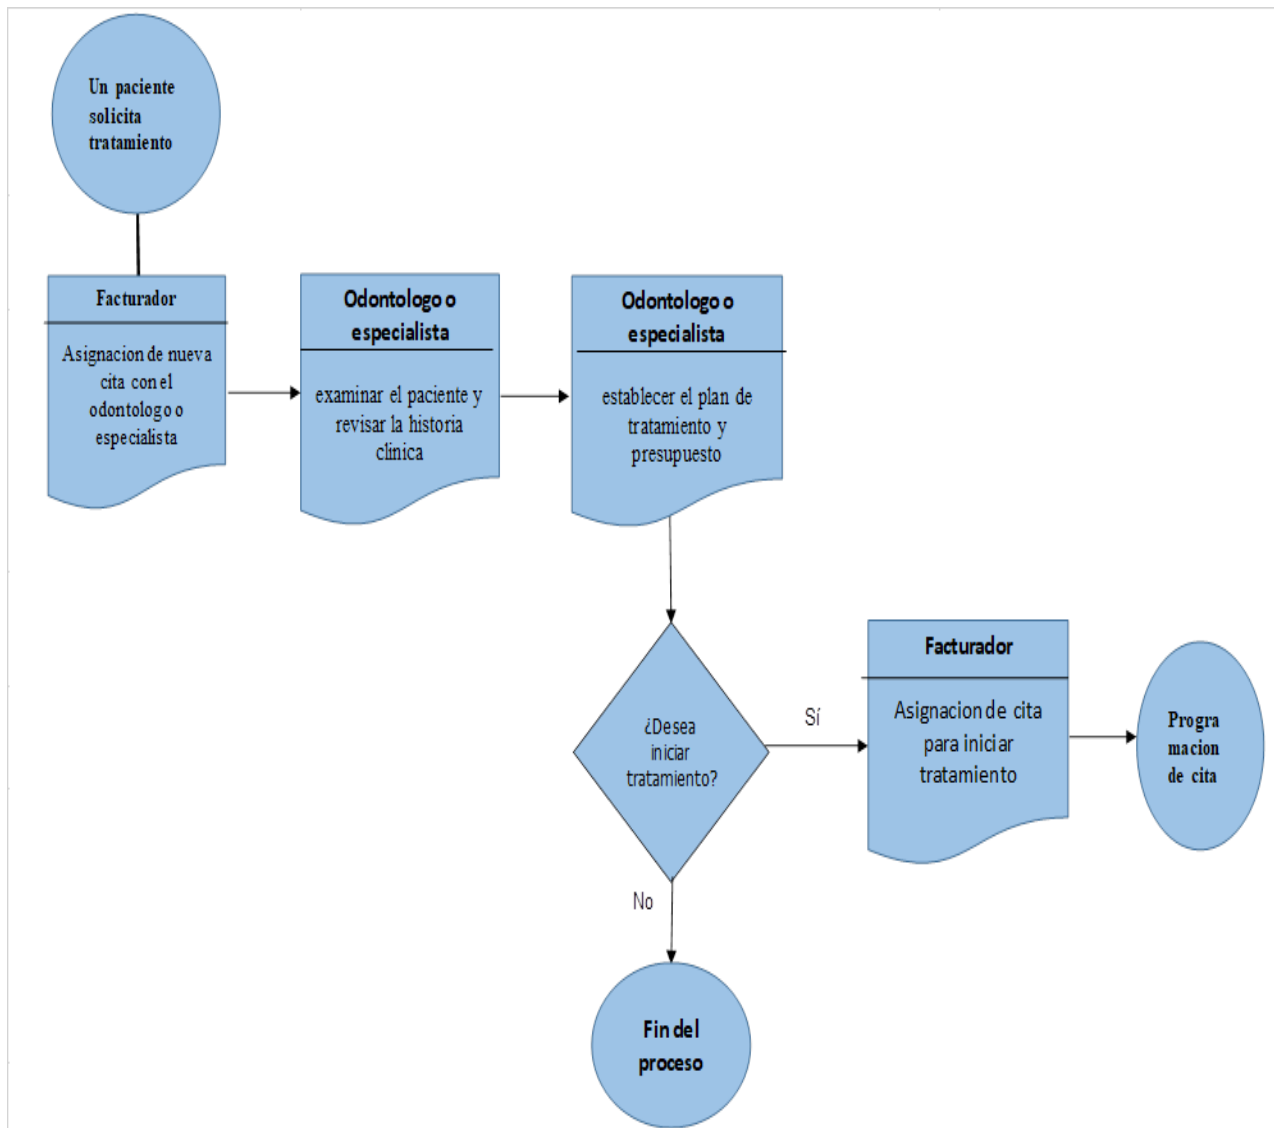 Un paciente
solicita
tratamiento
Facturador
Asignacion de nueva
cita con el
odontologo o
especialista
Odontologo o
especialista
examinar el paciente y
revisar la historia
clinica
Odontologo o
especialista
establecer el plan de
tratamiento y
presupuesto
¿Desea
iniciar
tratamiento?
Sí
Facturador
Asignacion de cita
para iniciar
tratamiento
Progra
macion
de cita
No
Fin del
proceso